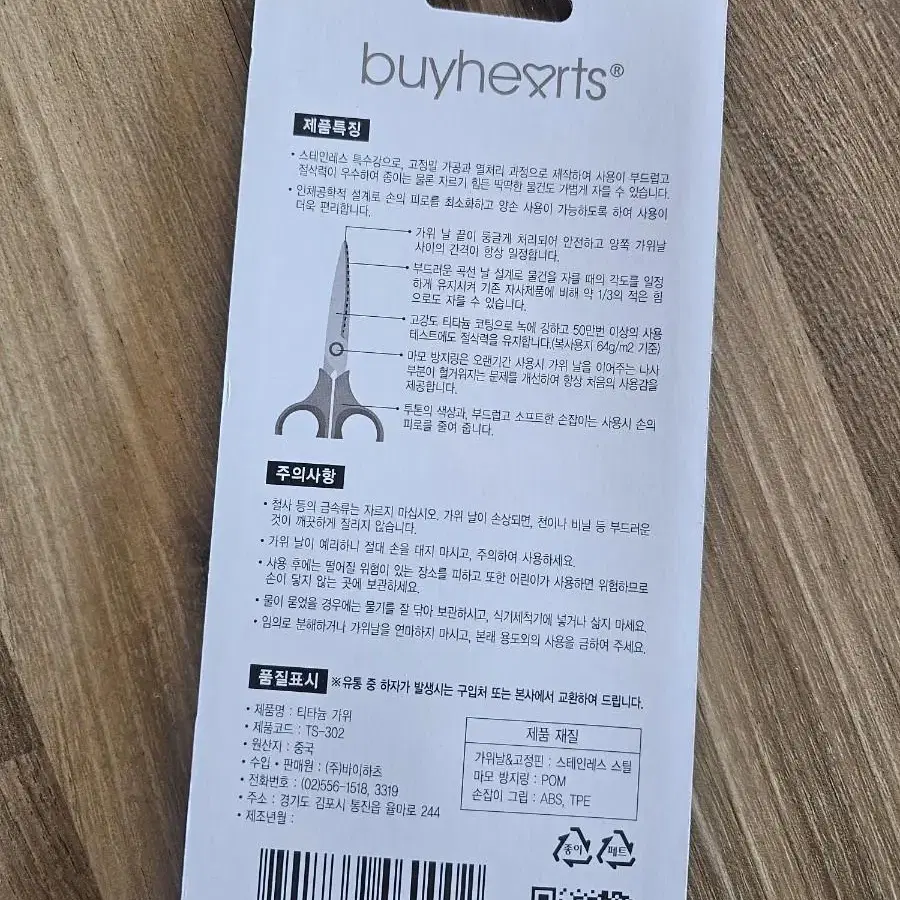 buyhearts®
제품특징
• 스테인레스 특수강으로, 고정밀 가공과 열처리 과정으로 제작하여 사용이 부드럽고
절삭력이 우수하여 종이는 물론 자르기 힘든 딱딱한 물건도 가볍게 자를 수 있습니다.
• 인체공학적 설계로 손의 피로를 최소화하고 양손 사용이 가능하도록 하여 사용이
더욱 편리합니다.
가위 날 끝이 둥글게 처리되어 안전하고 양쪽 가위날
사이의 간격이 항상 일정합니다.
부드러운 곡선 날 설계로 물건을 자를 때의 각도를 일정
하게 유지시켜 기존 자사제품에 비해 약 1/3의 적은 힘
으로도 자를 수 있습니다.
고강도 티타늄 코팅으로 녹에 강하고 50만번 이상의 사용
테스트에도 절삭력을 유지합니다.(복사용지 64g/m2 기준)
마모 방지링은 오랜기간 사용시 가위 날을 이어주는 나사
부분이 헐거워지는 문제를 개선하여 항상 처음의 사용감을
제공합니다.
투톤의 색상과, 부드럽고 소프트한 손잡이는 사용시 손의
피로를 줄여 줍니다.
주의사항
• 철사 등의 금속류는 자르지 마십시오. 가위 날이 손상되면, 천이나 비닐 등 부드러운
것이 깨끗하게 잘리지 않습니다.
• 가위 날이 예리하니 절대 손을 대지 마시고, 주의하여 사용하세요.
• 사용 후에는 떨어질 위험이 있는 장소를 피하고 또한 어린이가 사용하면 위험하므로
손이 닿지 않는 곳에 보관하세요.
• 물이 묻었을 경우에는 물기를 잘 닦아 보관하시고, 식기세척기에 넣거나 삶지 마세요.
• 임의로 분해하거나 가위날을 연마하지 마시고, 본래 용도외의 사용을 금하여 주세요.
품질표시 ※유통 중 하자가 발생시는 구입처 또는 본사에서 교환하여 드립니다.
• 제품명 : 티타늄 가위
• 제품코드 : TS-302
• 원산지 : 중국
• 수입 • 판매원 : (주)바이하츠
• 전화번호 : (02)556-1518, 3319
• 주소 : 경기도 김포시 통진읍 율마로 244
• 제조년월 :
제품 재질
가위날&고정핀 : 스테인레스 스틸
마모 방지링 : POM
손잡이 그립 : ABS, TPE
종이
페트